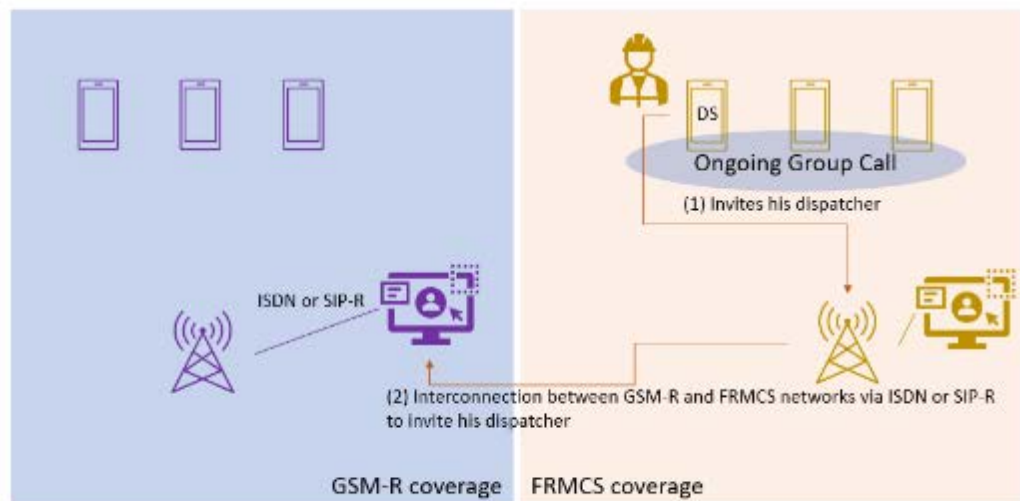 DS
Ongoing Group Call
(1) Invites his dispatcher
ISDN or SIP-R
(2) Interconnection between GSM-R and FRMCS networks via ISDN or SIP-R
to invite his dispatcher
GSM-R coverage
FRMCS coverage